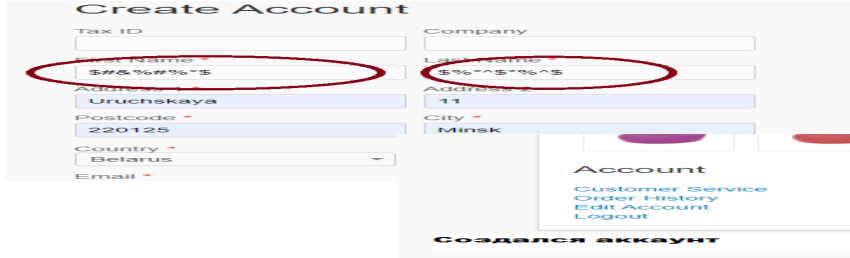 Create Account
Tax ID
Company
First Name *
Last Name *
$#&%#%*$
$%*^$*%^$
Address 1 *
Address 2
Uruchskaya
11
Postcode *
City *
220125
Minsk
Country *
Belarus
Email *
Account
Customer Service
Order History
Edit Account
Logout
Создался аккаунт